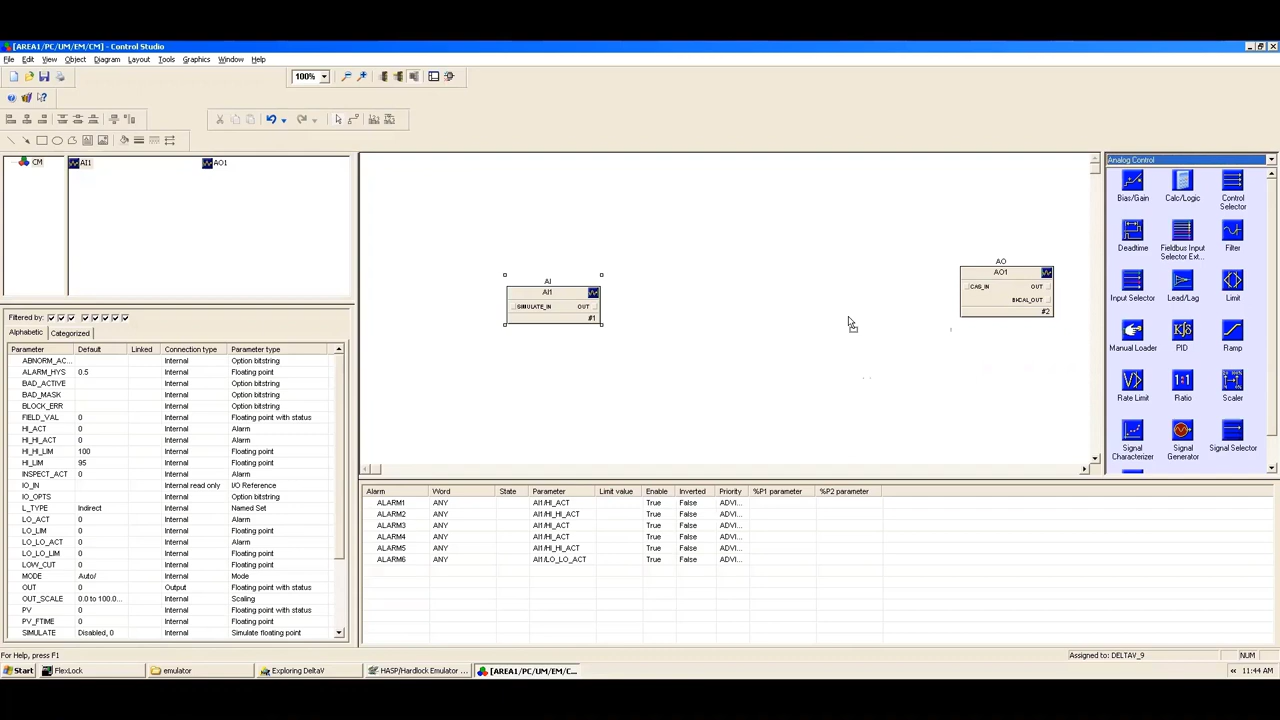 [AREA1/PC/UM/EM/CM] - Control Studio
File Edit View Object Diagram Layout Tools Graphics Window Help
100%
CM
AI1
AO1
Filtered by:
Alphabetic Categorized
Parameter Default Linked Connection type Parameter type
ABNORM_AC... Internal Option bitstring
ALARM_HYS 0.5 Internal Floating point
BAD_ACTIVE Internal Option bitstring
BAD_MASK Internal Option bitstring
BLOCK_ERR Internal Option bitstring
FIELD_VAL 0 Internal Floating point with status
HI_ACT 0 Internal Alarm
HI_HI_ACT 0 Internal Alarm
HI_HI_LIM 100 Internal Floating point
HI_LIM 95 Internal Floating point
INSPECT_ACT 0 Internal Alarm
IO_IN Internal read only I/O Reference
IO_OPTS Internal Option bitstring
L_TYPE Indirect Internal Named Set
LO_ACT 0 Internal Alarm
LO_LIM 0 Internal Floating point
LO_LO_ACT 0 Internal Alarm
LO_LO_LIM 0 Internal Floating point
LOW_CUT 0 Internal Floating point
MODE Auto/ Internal Mode
OUT 0 Output Floating point with status
OUT_SCALE 0.0 to 100.0... Internal Scaling
PV 0 Internal Floating point with status
PV_FTIME 0 Internal Floating point
SIMULATE Disabled, 0 Internal Simulate floating point
AI
AI1
SIMULATE_IN OUT
#1
AO
AO1
CAS_IN OUT
BKCAL_OUT
#2
Analog Control
Bias/Gain Calc/Logic Control Selector
Deadtime Fieldbus Input Selector Ext... Filter
Input Selector Lead/Lag Limit
Manual Loader PID Ramp
Rate Limit Ratio Scaler
Signal Characterizer Signal Generator Signal Selector
Alarm Word State Parameter Limit value Enable Inverted Priority %P1 parameter %P2 parameter
ALARM1 ANY AI1/HI_ACT True False ADVI...
ALARM2 ANY AI1/HI_HI_ACT True False ADVI...
ALARM3 ANY AI1/HI_ACT True False ADVI...
ALARM4 ANY AI1/HI_ACT True False ADVI...
ALARM5 ANY AI1/HI_HI_ACT True False ADVI...
ALARM6 ANY AI1/LO_LO_ACT True False ADVI...
For Help, press F1
Assigned to: DELTAV_9
NUM
Start FlexLock emulator Exploring DeltaV HASP/Hardlock Emulator ... [AREA1/PC/UM/EM/C... 11:44 AM